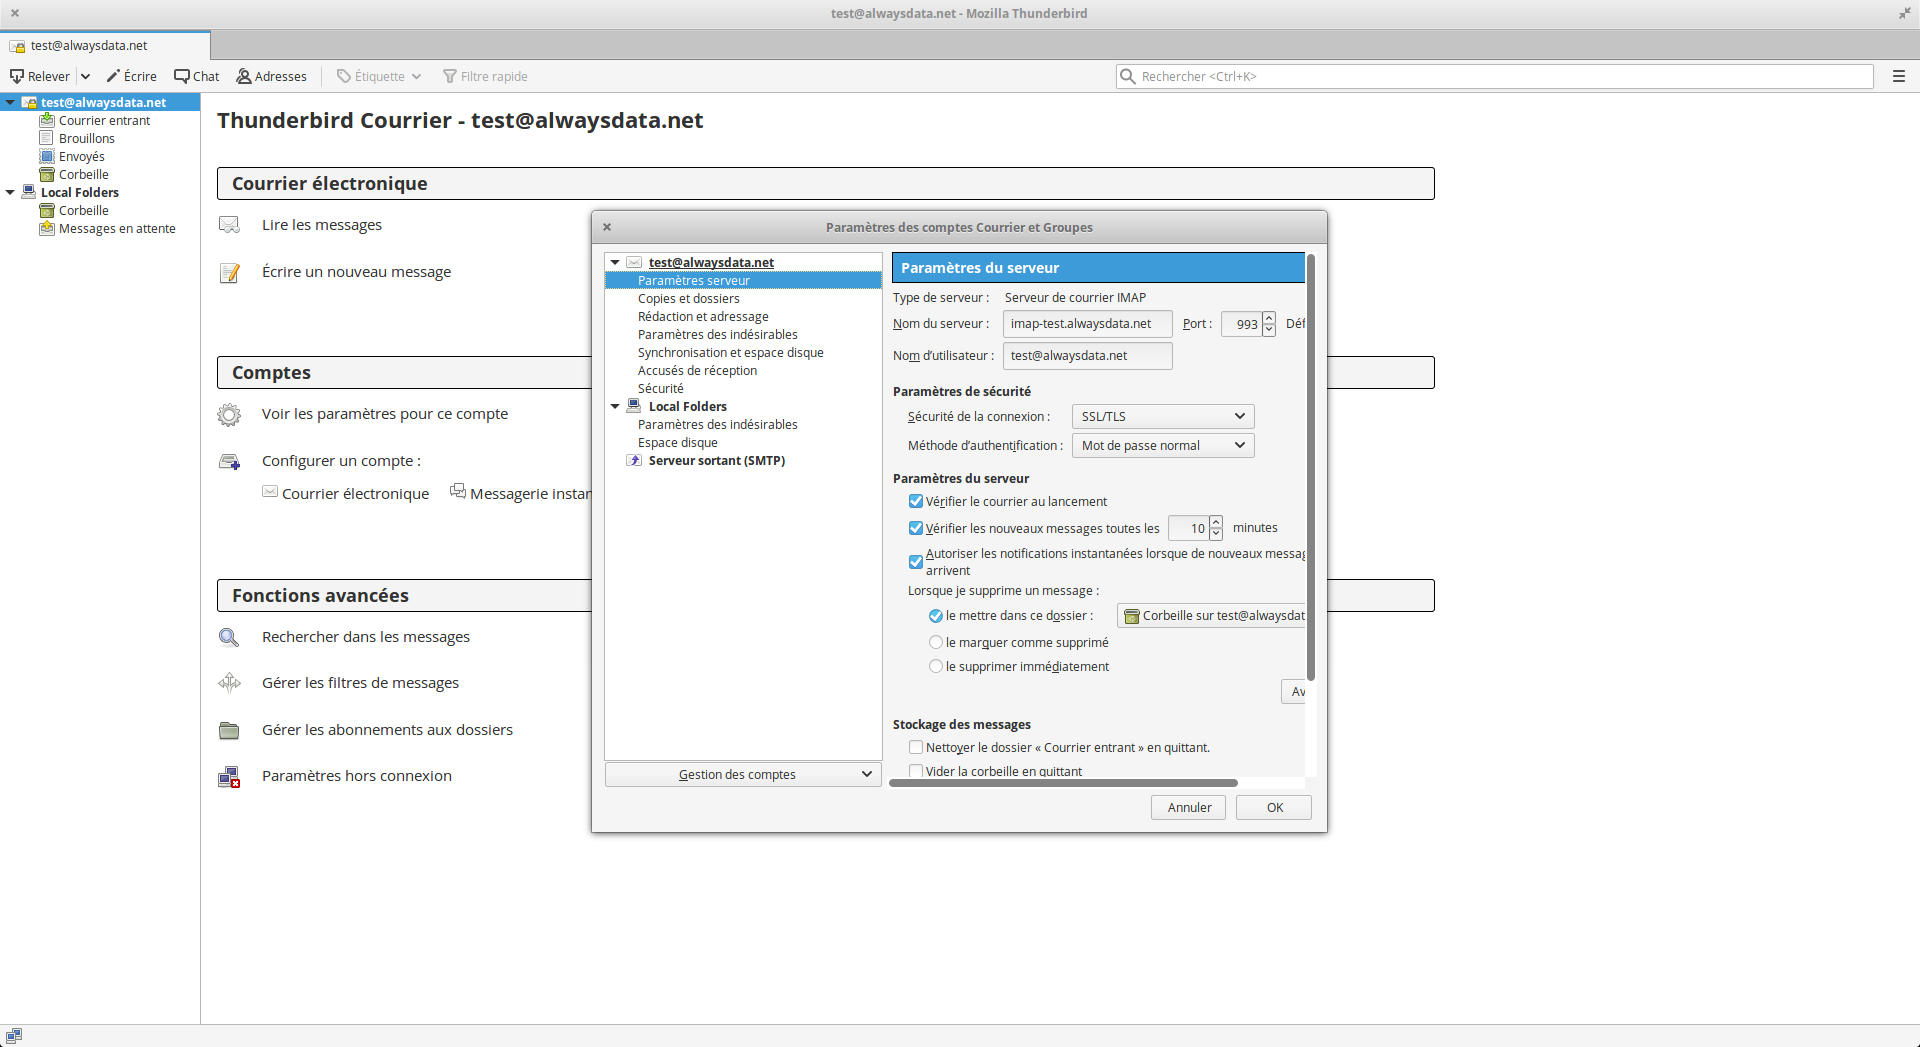 test@alwaysdata.net - Mozilla Thunderbird
test@alwaysdata.net
Relever
Écrire
Chat
Adresses
Étiquette
Filtre rapide
Rechercher <Ctrl+K>
test@alwaysdata.net
Courrier entrant
Brouillons
Envoyés
Corbeille
Local Folders
Corbeille
Messages en attente
Thunderbird Courrier - test@alwaysdata.net
Courrier électronique
Lire les messages
Écrire un nouveau message
Comptes
Voir les paramètres pour ce compte
Configurer un compte :
Courrier électronique
Messagerie instan
Fonctions avancées
Rechercher dans les messages
Gérer les filtres de messages
Gérer les abonnements aux dossiers
Paramètres hors connexion
Paramètres des comptes Courrier et Groupes
test@alwaysdata.net
Paramètres serveur
Copies et dossiers
Rédaction et adressage
Paramètres des indésirables
Synchronisation et espace disque
Accusés de réception
Sécurité
Local Folders
Paramètres des indésirables
Espace disque
Serveur sortant (SMTP)
Gestion des comptes
Paramètres du serveur
Type de serveur : Serveur de courrier IMAP
Nom du serveur : imap-test.alwaysdata.net Port : 993 Déf
Nom d’utilisateur : test@alwaysdata.net
Paramètres de sécurité
Sécurité de la connexion : SSL/TLS
Méthode d’authentification : Mot de passe normal
Paramètres du serveur
Vérifier le courrier au lancement
Vérifier les nouveaux messages toutes les 10 minutes
Autoriser les notifications instantanées lorsque de nouveaux messag
arrivent
Lorsque je supprime un message :
le mettre dans ce dossier : Corbeille sur test@alwaysdat
le marquer comme supprimé
le supprimer immédiatement
Av
Stockage des messages
Nettoyer le dossier « Courrier entrant » en quittant.
Vider la corbeille en quittant
Annuler
OK